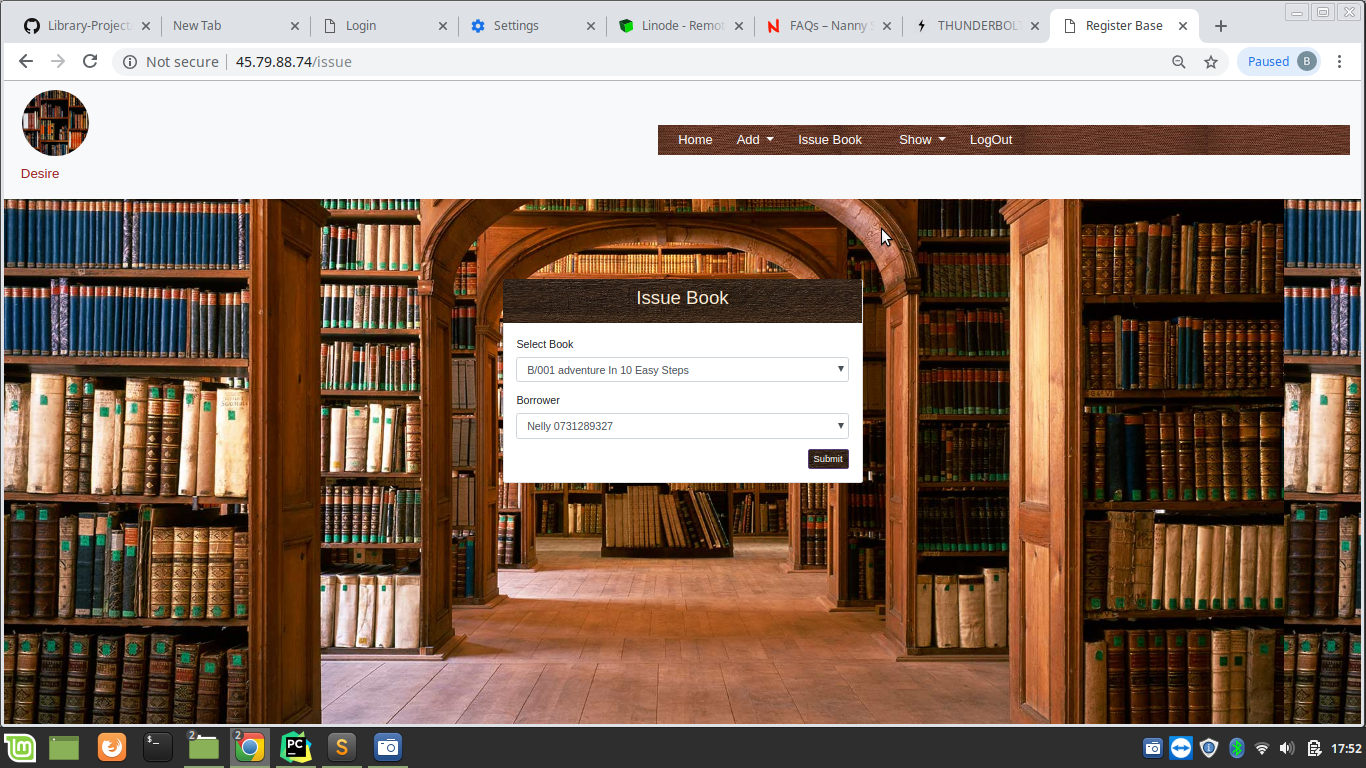 Library-Project
New Tab
Login
Settings
Linode - Remot
FAQs – Nanny S
THUNDERBOLT
Register Base
Not secure
45.79.88.74/issue
Paused
B
Desire
Home
Add
Issue Book
Show
LogOut
Issue Book
Select Book
B/001 adventure In 10 Easy Steps
Borrower
Nelly 0731289327
Submit
$_
2
2
PC
S
17:52